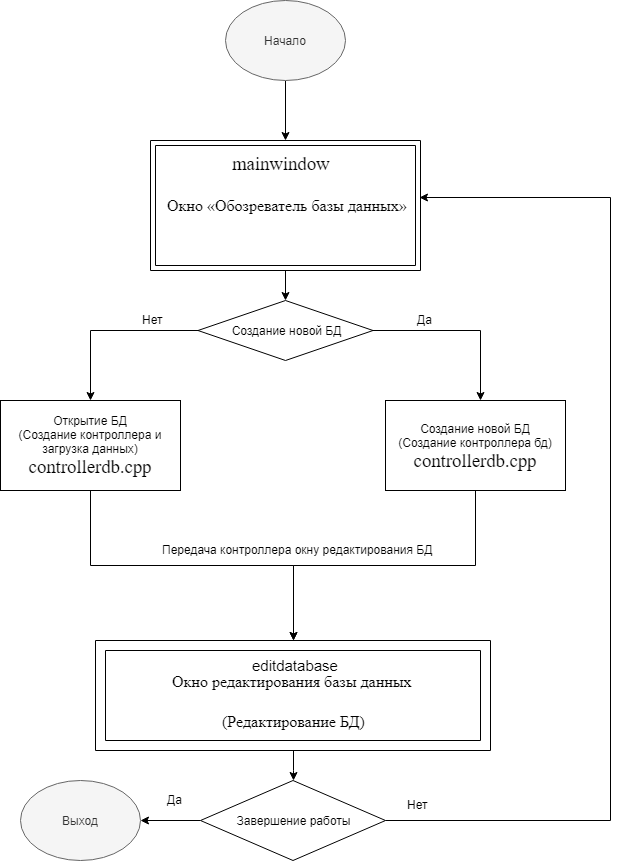 Начало
mainwindow
Окно «Обозреватель базы данных»
Создание новой БД
Нет
Да
Открытие БД
(Создание контроллера и
загрузка данных)
controllerdb.cpp
Создание новой БД
(Создание контроллера бд)
controllerdb.cpp
Передача контроллера окну редактирования БД
editdatabase
Окно редактирования базы данных
(Редактирование БД)
Завершение работы
Да
Нет
Выход